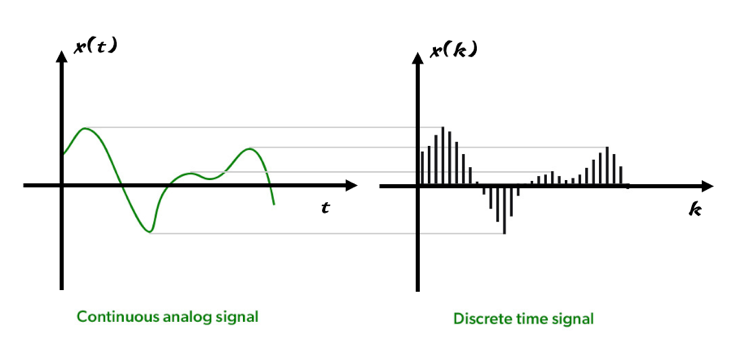 x(t)
x(k)
t
k
Continuous analog signal
Discrete time signal